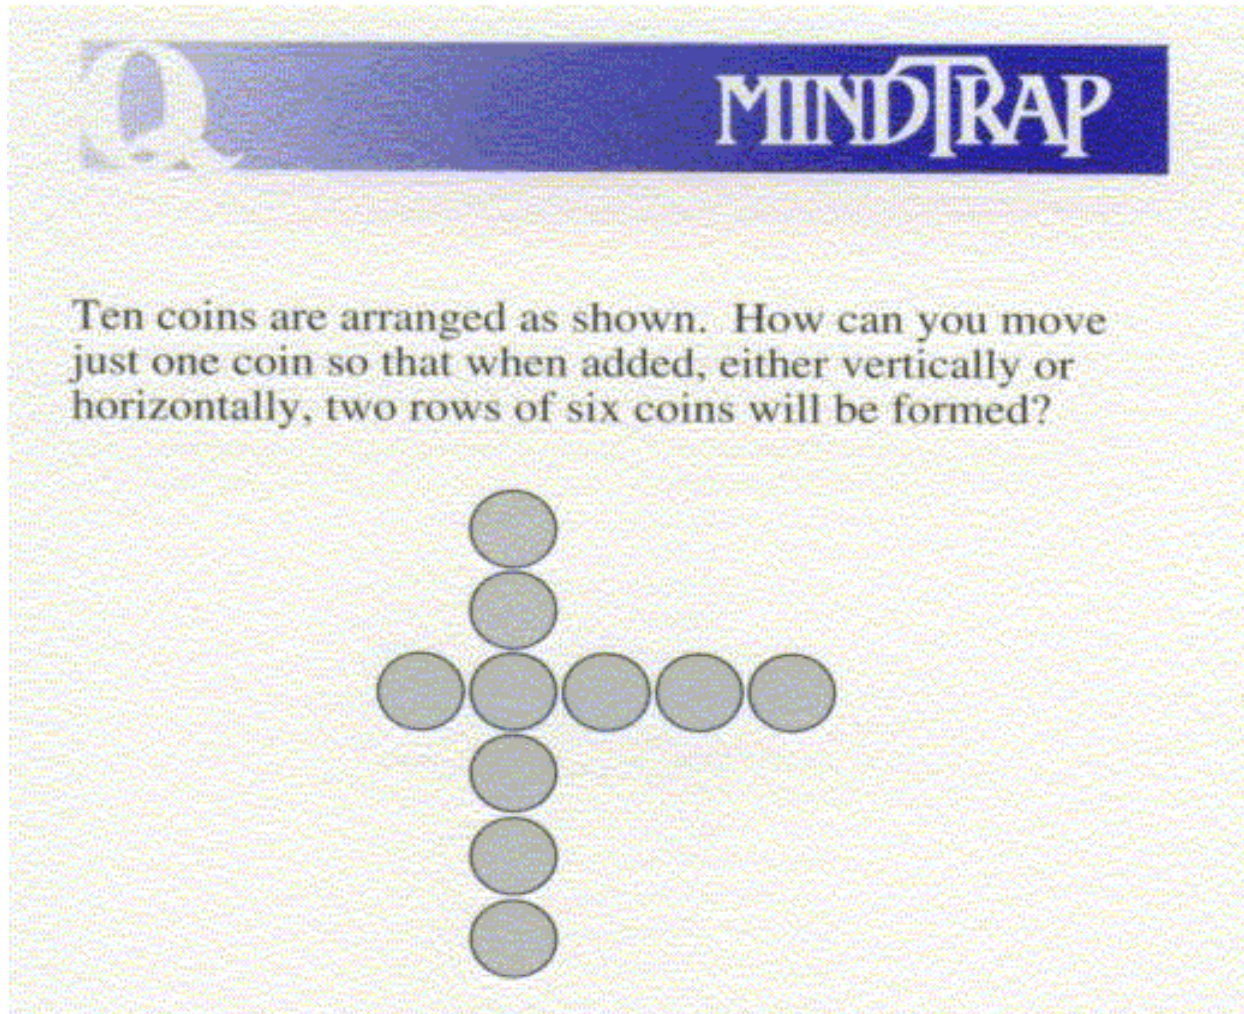 Q MINDTRAP
Ten coins are arranged as shown. How can you move
just one coin so that when added, either vertically or
horizontally, two rows of six coins will be formed?